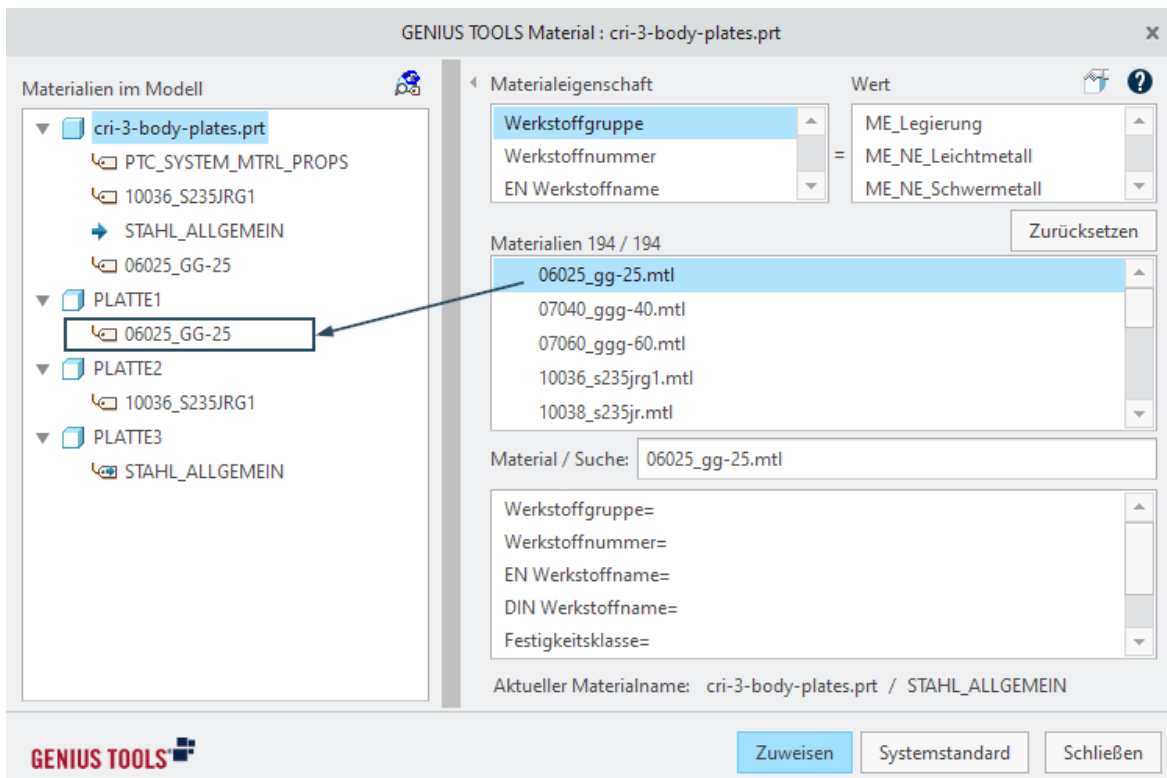 GENIUS TOOLS Material : cri-3-body-plates.prt
Materialien im Modell
cri-3-body-plates.prt
PTC_SYSTEM_MTRL_PROPS
10036_S235JRG1
STAHL_ALLGEMEIN
06025_GG-25
PLATTE1
06025_GG-25
PLATTE2
10036_S235JRG1
PLATTE3
STAHL_ALLGEMEIN
Materialeigenschaft
Werkstoffgruppe
Werkstoffnummer
EN Werkstoffname
=
Wert
ME_Legierung
ME_NE_Leichtmetall
ME_NE_Schwermetall
Zurücksetzen
Materialien 194 / 194
06025_gg-25.mtl
07040_ggg-40.mtl
07060_ggg-60.mtl
10036_s235jrg1.mtl
10038_s235jr.mtl
Material / Suche: 06025_gg-25.mtl
Werkstoffgruppe=
Werkstoffnummer=
EN Werkstoffname=
DIN Werkstoffname=
Festigkeitsklasse=
Aktueller Materialname: cri-3-body-plates.prt / STAHL_ALLGEMEIN
GENIUS TOOLS
Zuweisen
Systemstandard
Schließen